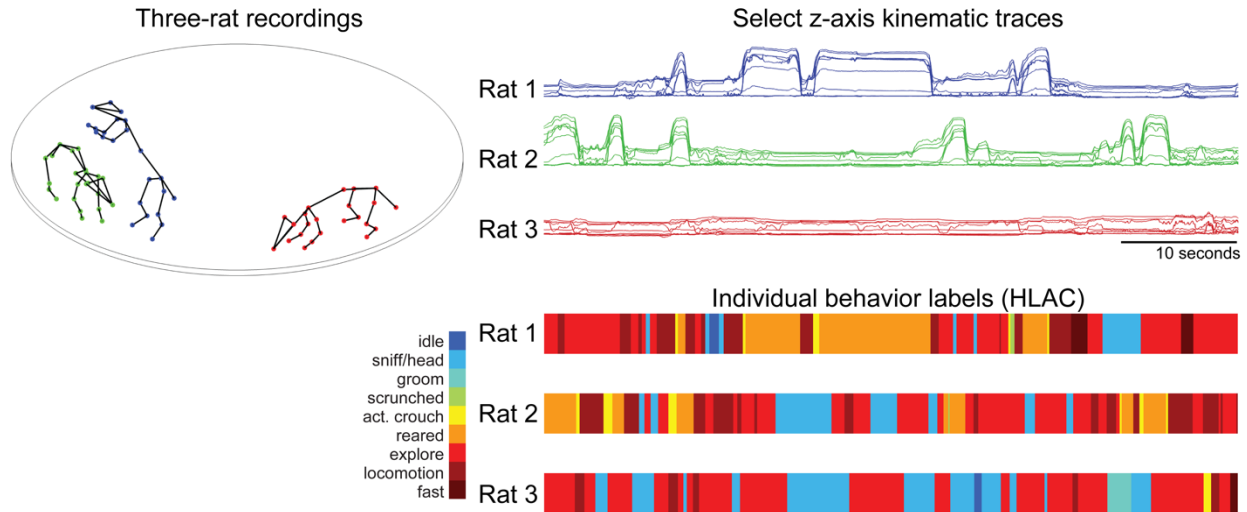 Three-rat recordings
Select z-axis kinematic traces
Rat 1
Rat 2
Rat 3
10 seconds
Individual behavior labels (HLAC)
idle
sniff/head
groom
scrunched
act. crouch
reared
explore
locomotion
fast
Rat 1
Rat 2
Rat 3